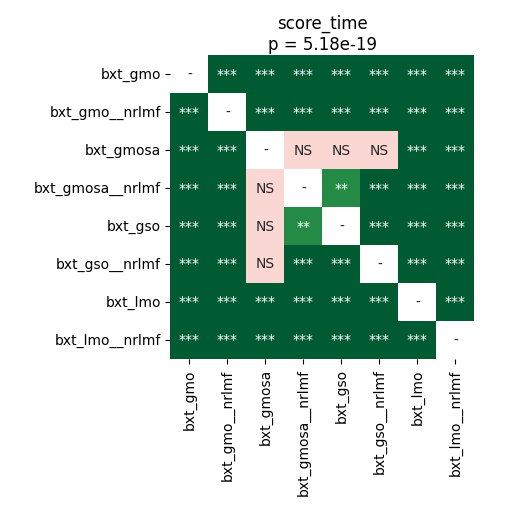 score_time
p = 5.18e-19
bxt_gmo - *** *** *** *** *** *** ***
bxt_gmo__nrlmf *** - *** *** *** *** *** ***
bxt_gmosa *** *** - NS NS NS *** ***
bxt_gmosa__nrlmf *** *** NS - ** *** *** ***
bxt_gso *** *** NS ** - *** *** ***
bxt_gso__nrlmf *** *** NS *** *** - *** ***
bxt_lmo *** *** *** *** *** *** - ***
bxt_lmo__nrlmf *** *** *** *** *** *** *** -
bxt_gmo
bxt_gmo__nrlmf
bxt_gmosa
bxt_gmosa__nrlmf
bxt_gso
bxt_gso__nrlmf
bxt_lmo
bxt_lmo__nrlmf